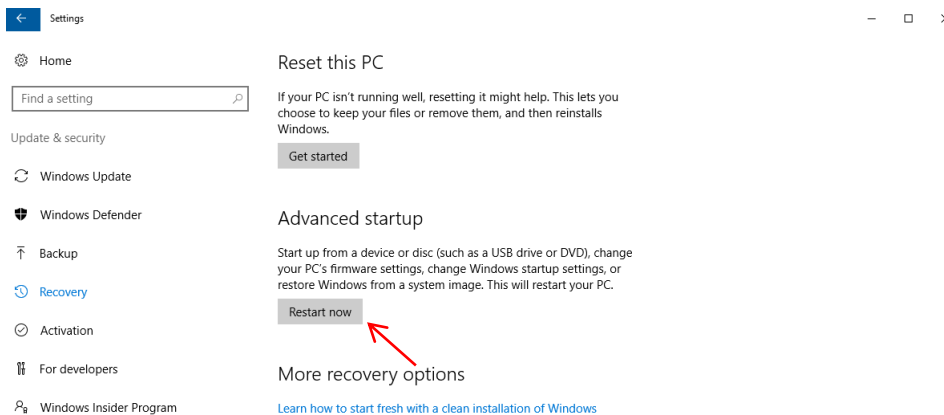 Settings
Home
Find a setting
Update & security
Windows Update
Windows Defender
Backup
Recovery
Activation
For developers
Windows Insider Program
Reset this PC
If your PC isn't running well, resetting it might help. This lets you
choose to keep your files or remove them, and then reinstalls
Windows.
Get started
Advanced startup
Start up from a device or disc (such as a USB drive or DVD), change
your PC's firmware settings, change Windows startup settings, or
restore Windows from a system image. This will restart your PC.
Restart now
More recovery options
Learn how to start fresh with a clean installation of Windows